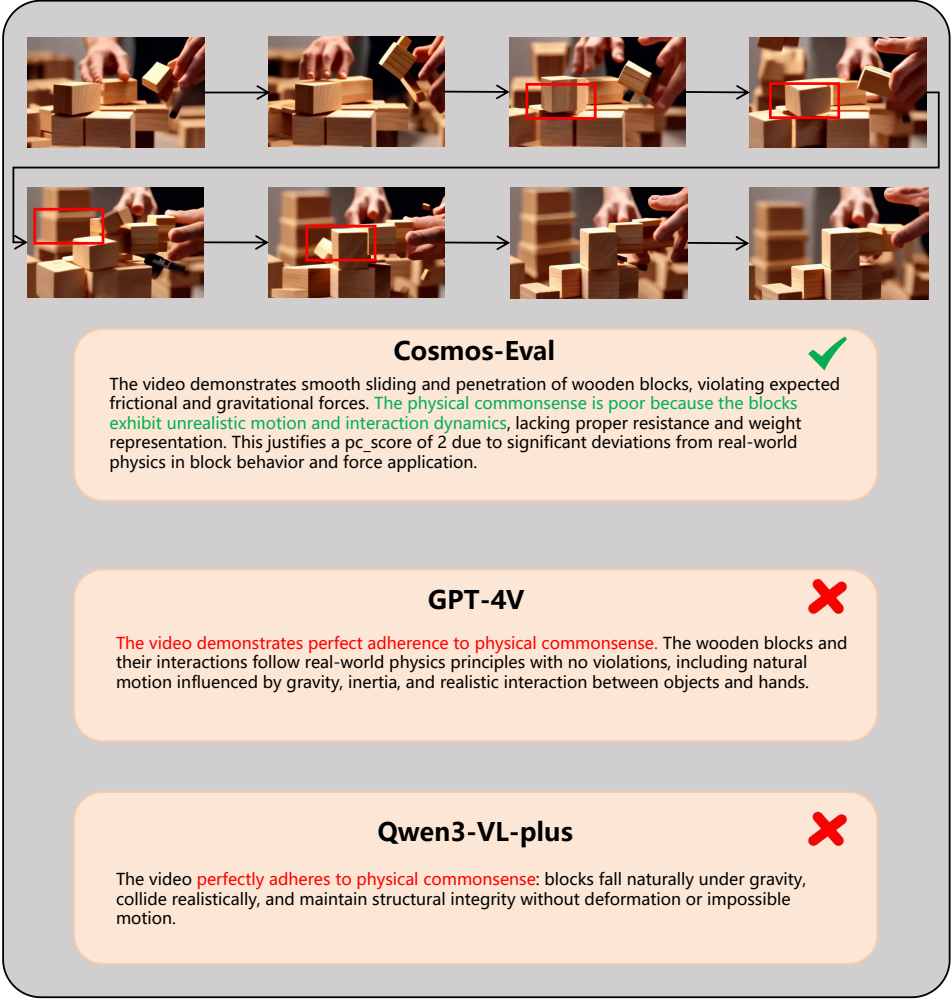 Cosmos-Eval
The video demonstrates smooth sliding and penetration of wooden blocks, violating expected
frictional and gravitational forces. The physical commonsense is poor because the blocks
exhibit unrealistic motion and interaction dynamics, lacking proper resistance and weight
representation. This justifies a pc_score of 2 due to significant deviations from real-world
physics in block behavior and force application.
GPT-4V
The video demonstrates perfect adherence to physical commonsense. The wooden blocks and
their interactions follow real-world physics principles with no violations, including natural
motion influenced by gravity, inertia, and realistic interaction between objects and hands.
Qwen3-VL-plus
The video perfectly adheres to physical commonsense: blocks fall naturally under gravity,
collide realistically, and maintain structural integrity without deformation or impossible
motion.